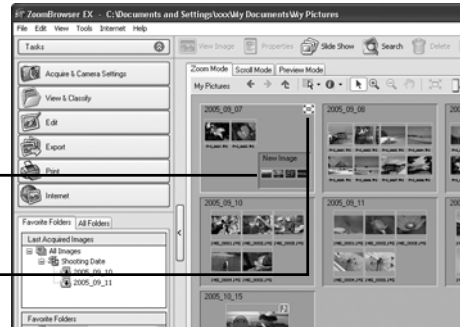 ZoomBrowser EX - C:\Documents and Settings\xxx\My Documents\My Pictures
File Edit View Tools Internet Help
Tasks
View Image Properties Slide Show Search Delete
Acquire & Camera Settings
View & Classify
Edit
Export
Print
Internet
Zoom Mode Scroll Mode Preview Mode
My Pictures
2005_09_07
2005_09_08
New Image
2005_09_10
2005_09_11
2005_10_15
Favorite Folders All Folders
Last Acquired Images
All Images
Shooting Date
2005_09_10
2005_09_11
Favorite Folders